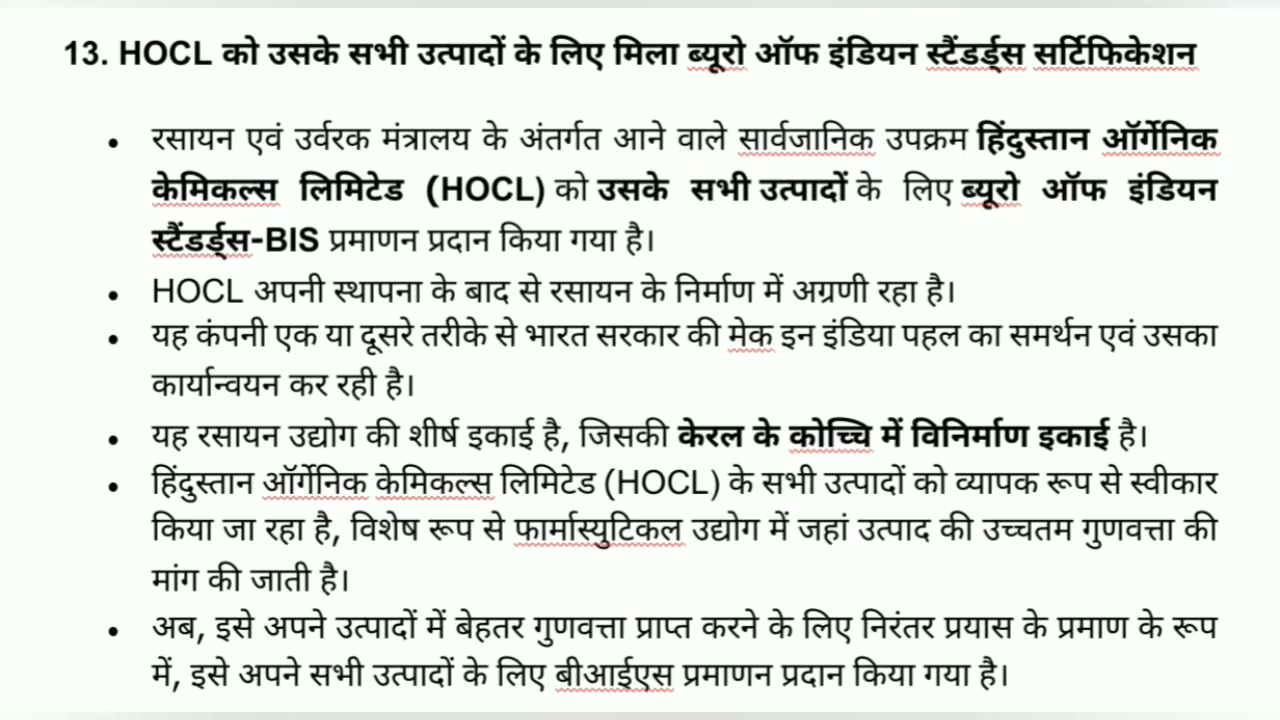 13. HOCL को उसके सभी उत्पादों के लिए मिला ब्यूरो ऑफ इंडियन स्टैंडर्ड्स सर्टिफिकेशन
• रसायन एवं उर्वरक मंत्रालय के अंतर्गत आने वाले सार्वजानिक उपक्रम हिंदुस्तान ऑर्गेनिक
केमिकल्स लिमिटेड (HOCL) को उसके सभी उत्पादों के लिए ब्यूरो ऑफ इंडियन
स्टैंडर्ड्स-BIS प्रमाणन प्रदान किया गया है।
• HOCL अपनी स्थापना के बाद से रसायन के निर्माण में अग्रणी रहा है।
• यह कंपनी एक या दूसरे तरीके से भारत सरकार की मेक इन इंडिया पहल का समर्थन एवं उसका
कार्यान्वयन कर रही है।
• यह रसायन उद्योग की शीर्ष इकाई है, जिसकी केरल के कोच्चि में विनिर्माण इकाई है।
• हिंदुस्तान ऑर्गेनिक केमिकल्स लिमिटेड (HOCL) के सभी उत्पादों को व्यापक रूप से स्वीकार
किया जा रहा है, विशेष रूप से फार्मास्युटिकल उद्योग में जहां उत्पाद की उच्चतम गुणवत्ता की
मांग की जाती है।
• अब, इसे अपने उत्पादों में बेहतर गुणवत्ता प्राप्त करने के लिए निरंतर प्रयास के प्रमाण के रूप
में, इसे अपने सभी उत्पादों के लिए बीआईएस प्रमाणन प्रदान किया गया है।